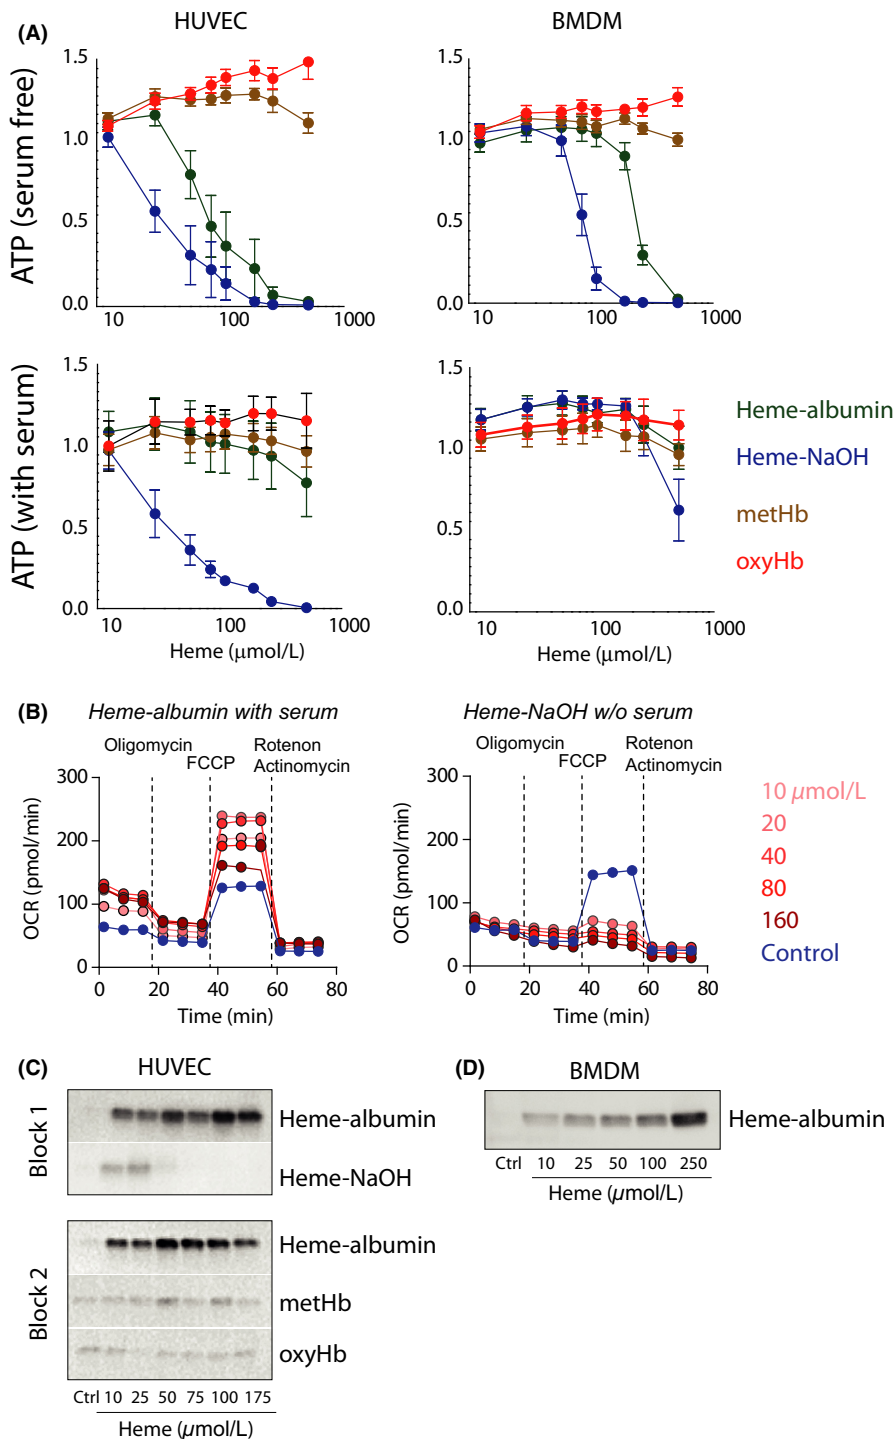 (A)
HUVEC
BMDM
ATP (serum free)
1.5
1.0
0.5
0.0
10
100
1000
1.5
1.0
0.5
0.0
10
100
1000
ATP (with serum)
1.5
1.0
0.5
0.0
10
100
1000
Heme (μmol/L)
1.5
1.0
0.5
0.0
10
100
1000
Heme (μmol/L)
Heme-albumin
Heme-NaOH
metHb
oxyHb
(B)
Heme-albumin with serum
Oligomycin
FCCP
Rotenon
Actinomycin
OCR (pmol/min)
300
200
100
0
0
20
40
60
80
Time (min)
Heme-NaOH w/o serum
Oligomycin
FCCP
Rotenon
Actinomycin
OCR (pmol/min)
300
200
100
0
0
20
40
60
80
Time (min)
10 μmol/L
20
40
80
160
Control
(C)
HUVEC
Block 1
Heme-albumin
Heme-NaOH
Block 2
Heme-albumin
metHb
oxyHb
Ctrl 10 25 50 75 100 175
Heme (μmol/L)
(D)
BMDM
Heme-albumin
Ctrl 10 25 50 100 250
Heme (μmol/L)